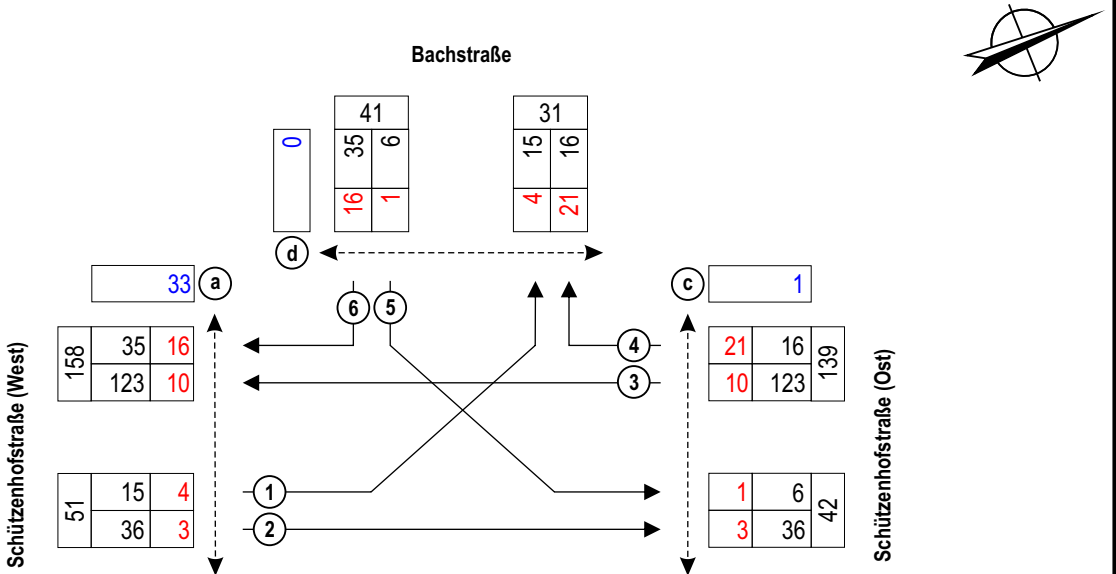 Bachstraße
41 31
0 35 6 15 16
16 1 4 21
d
33 a c 1
6 5
Schützenhofstraße (West)
158 35 16 4 21 16 139
123 10 3 10 123
Schützenhofstraße (Ost)
51 15 4 1 1 6 42
36 3 2 3 36